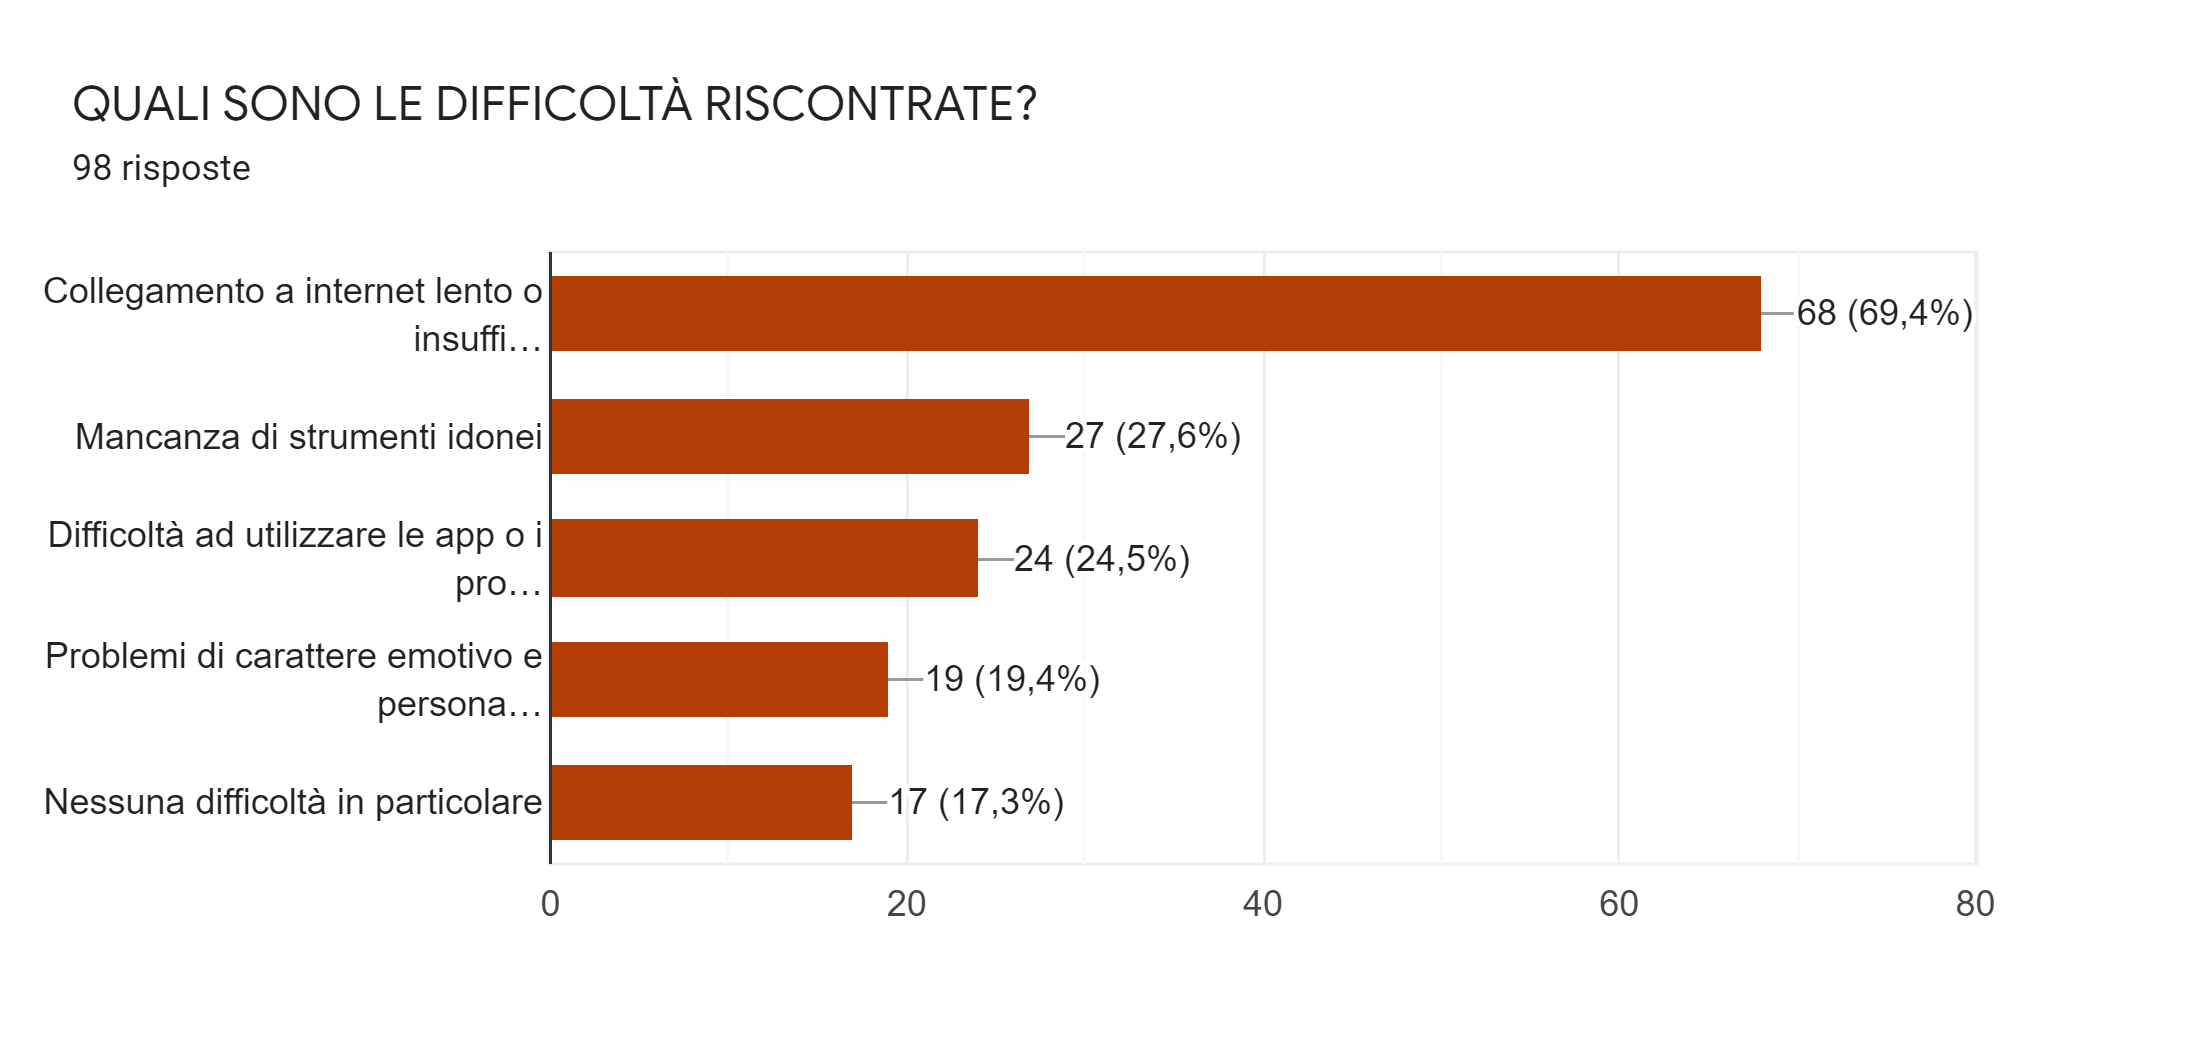 QUALI SONO LE DIFFICOLTÀ RISCONTRATE?
98 risposte
Collegamento a internet lento o
insuffi…
68 (69,4%)
Mancanza di strumenti idonei
27 (27,6%)
Difficoltà ad utilizzare le app o i
pro…
24 (24,5%)
Problemi di carattere emotivo e
persona…
19 (19,4%)
Nessuna difficoltà in particolare
17 (17,3%)
0 20 40 60 80